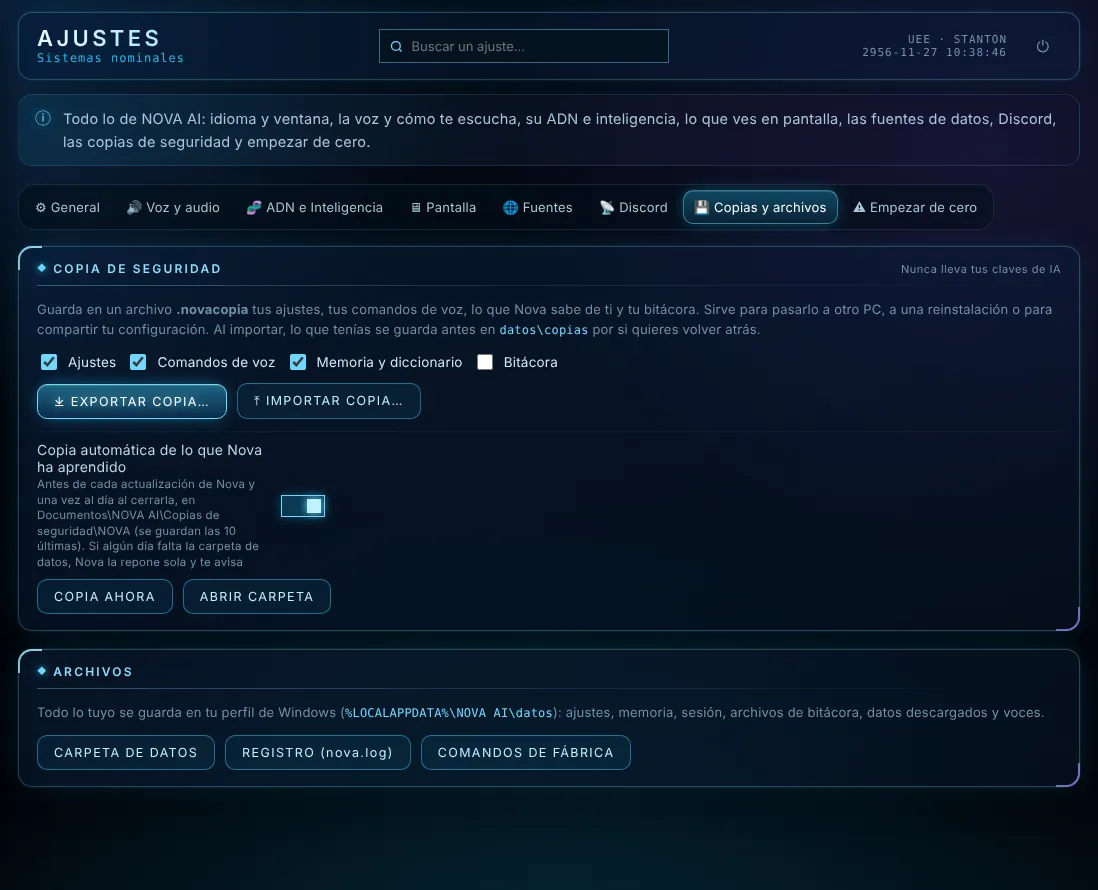 AJUSTES
Sistemas nominales
Buscar un ajuste...
UEE · STANTON
2956-11-27 10:38:46
Todo lo de NOVA AI: idioma y ventana, la voz y cómo te escucha, su ADN e inteligencia, lo que ves en pantalla, las fuentes de datos, Discord,
las copias de seguridad y empezar de cero.
General
Voz y audio
ADN e Inteligencia
Pantalla
Fuentes
Discord
Copias y archivos
Empezar de cero
COPIA DE SEGURIDAD
Nunca lleva tus claves de IA
Guarda en un archivo .novacopia tus ajustes, tus comandos de voz, lo que Nova sabe de ti y tu bitácora. Sirve para pasarlo a otro PC, a una reinstalación o para
compartir tu configuración. Al importar, lo que tenías se guarda antes en datos\copias por si quieres volver atrás.
Ajustes
Comandos de voz
Memoria y diccionario
Bitácora
EXPORTAR COPIA...
IMPORTAR COPIA...
Copia automática de lo que Nova
ha aprendido
Antes de cada actualización de Nova y
una vez al día al cerrarla, en
Documentos\NOVA AI\Copias de
seguridad\NOVA (se guardan las 10
últimas). Si algún día falta la carpeta de
datos, Nova la repone sola y te avisa
COPIA AHORA
ABRIR CARPETA
ARCHIVOS
Todo lo tuyo se guarda en tu perfil de Windows (%LOCALAPPDATA%\NOVA AI\datos): ajustes, memoria, sesión, archivos de bitácora, datos descargados y voces.
CARPETA DE DATOS
REGISTRO (nova.log)
COMANDOS DE FÁBRICA